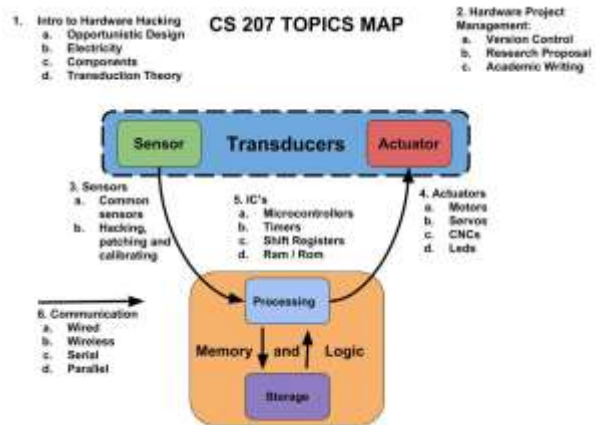 CS 207 TOPICS MAP
1. Intro to Hardware Hacking
a. Opportunistic Design
b. Electricity
c. Components
d. Transduction Theory
2. Hardware Project
Management:
a. Version Control
b. Research Proposal
c. Academic Writing
Sensor
Transducers
Actuator
3. Sensors
a. Common
sensors
b. Hacking,
patching and
calibrating
5. IC's
a. Microcontrollers
b. Timers
c. Shift Registers
d. Ram / Rom
4. Actuators
a. Motors
b. Servos
c. CNCs
d. Leds
6. Communication
a. Wired
b. Wireless
c. Serial
d. Parallel
Processing
Memory and Logic
Storage